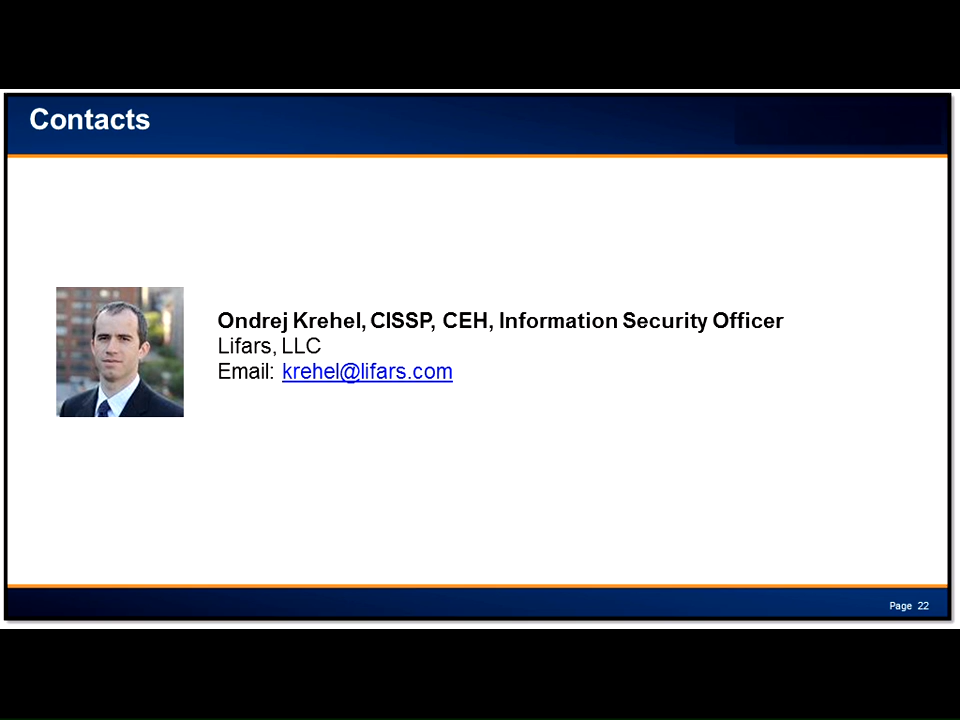 Contacts
Ondrej Krehel, CISSP, CEH, Information Security Officer
Lifars, LLC
Email: krehel@lifars.com
Page 22